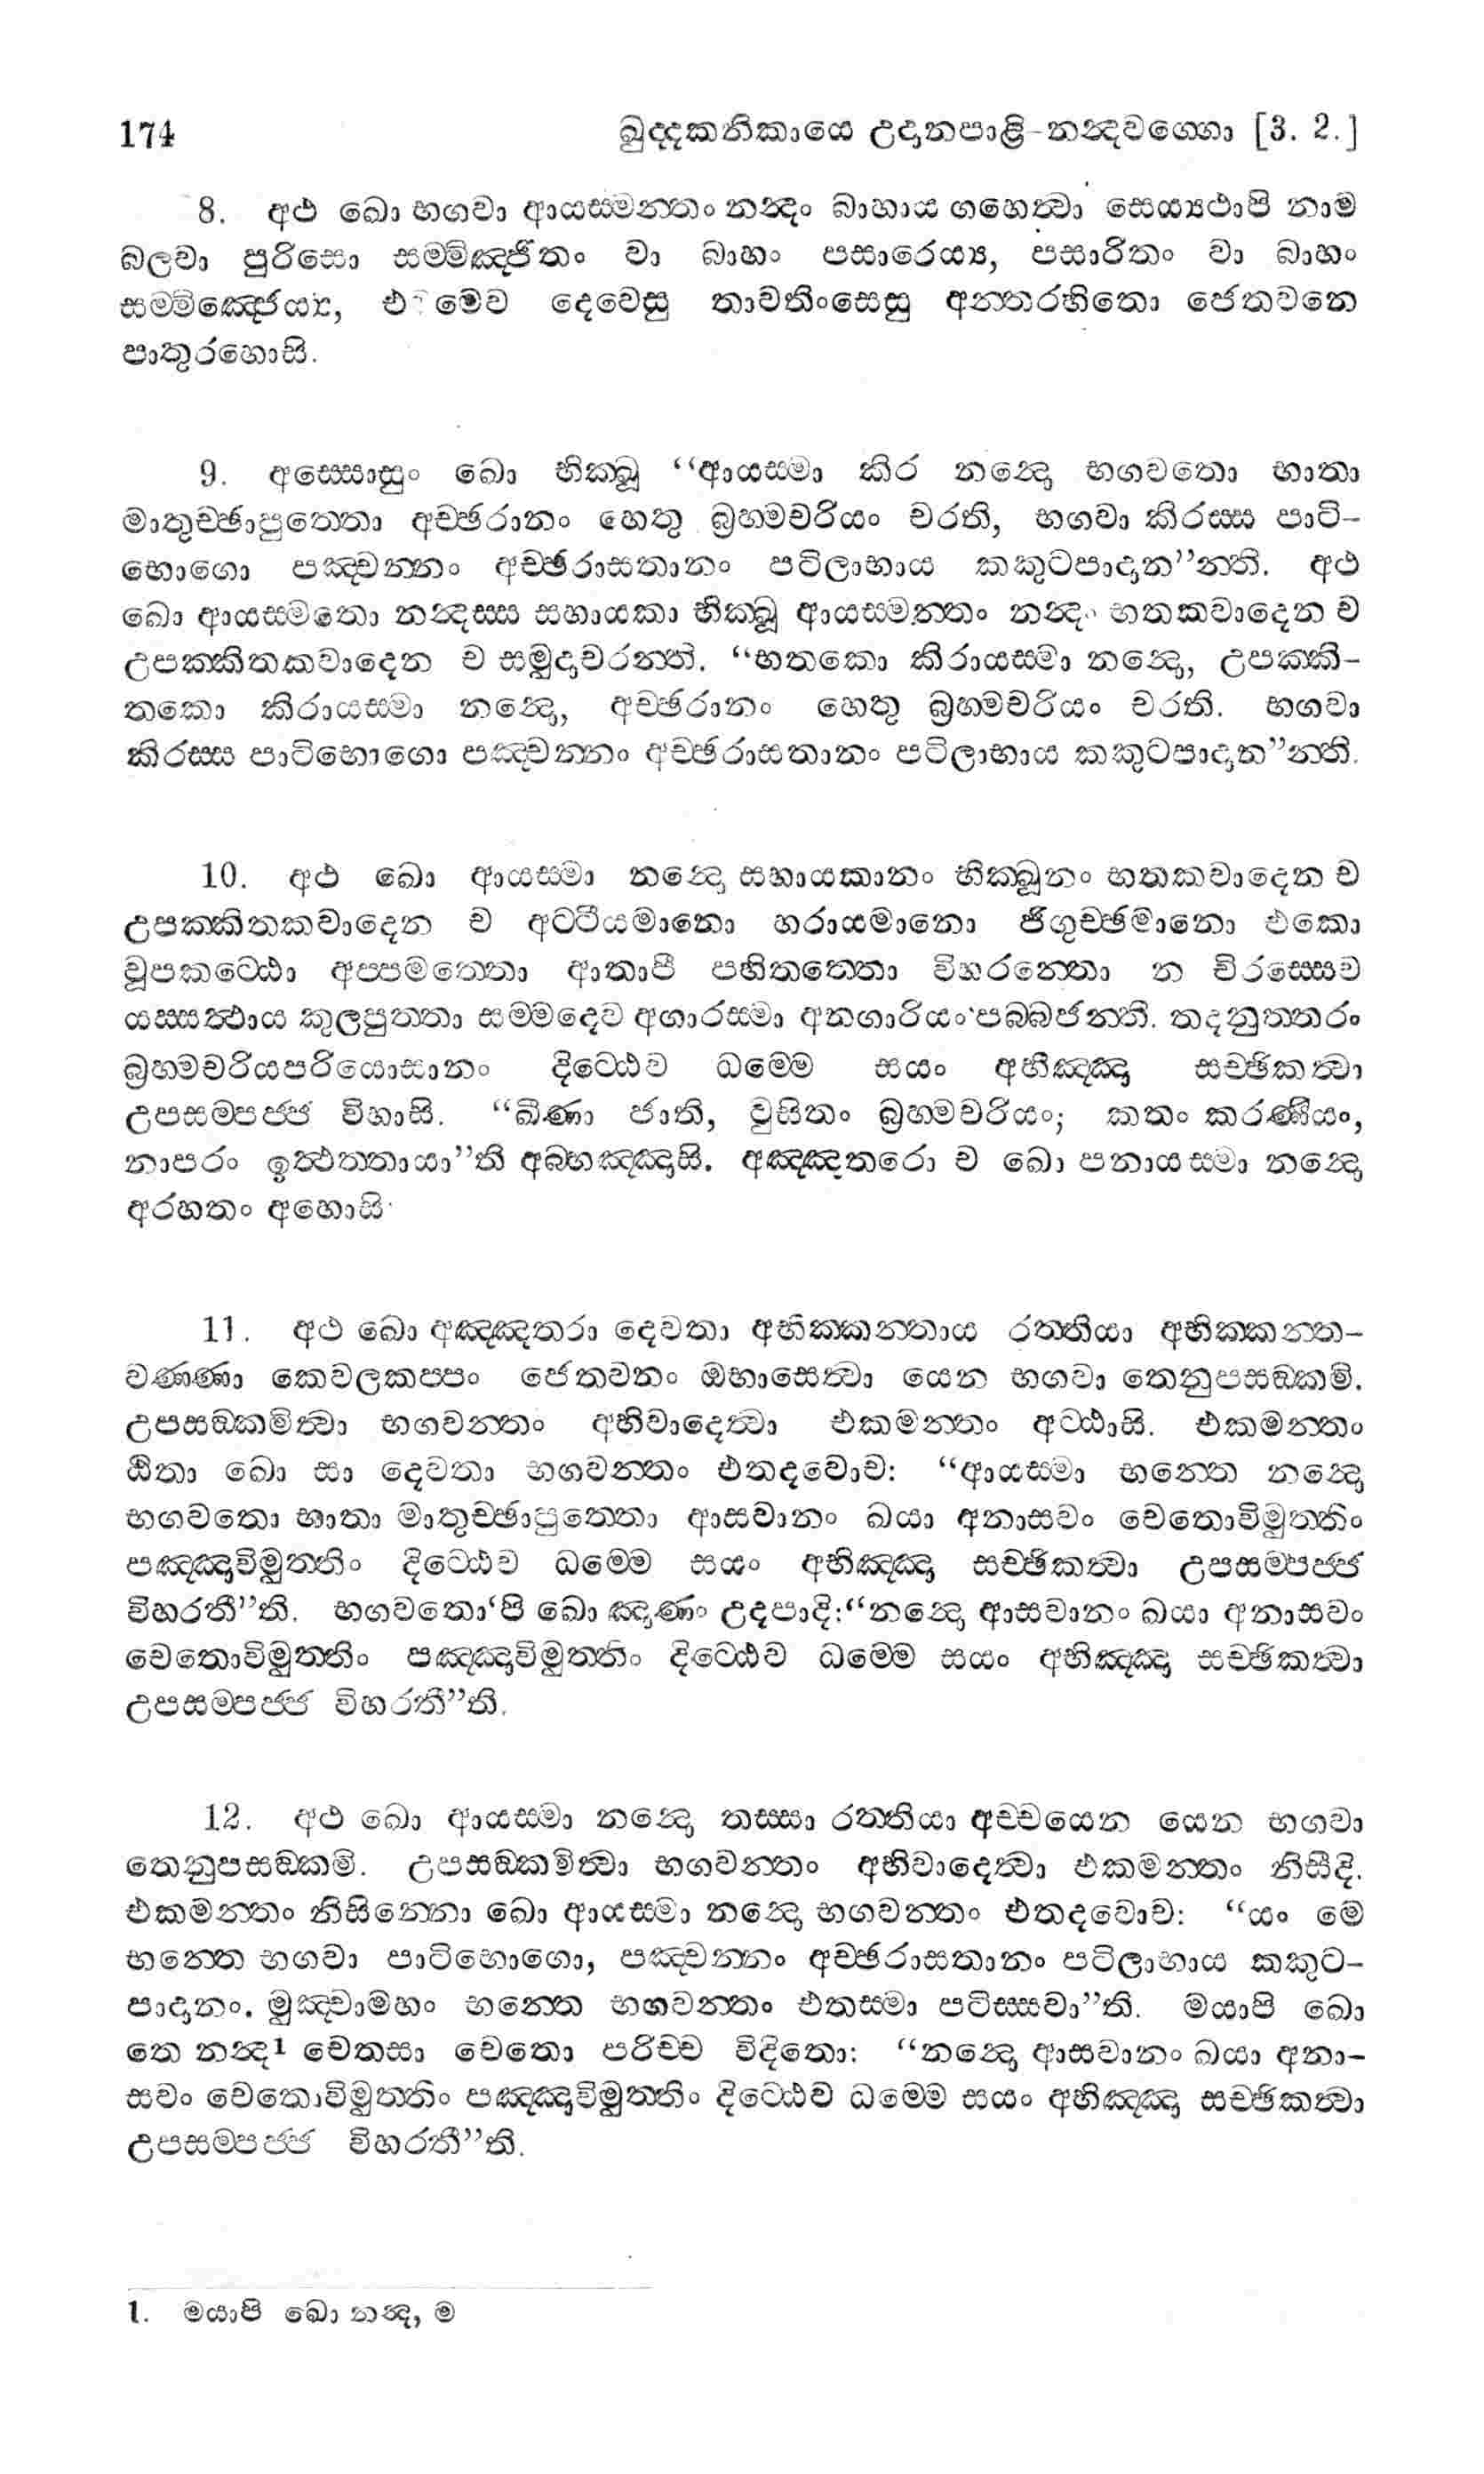 174 ඛුද්දකනිකායෙ උදානපාළි-නන්දවග්ගො [3. 2.]
8. අථ ඛො භගවා ආයස්මන්තං නන්දං බාහාය ගහෙත්වා සෙය්‍යථාපි නාම
බලවා පුරිසො සම්මිඤ්ජිතං වා බාහං පසාරෙය්‍ය, පසාරිතං වා බාහං
සම්මිඤ්ජෙය්‍ය, එවමෙව දෙවෙසු තාවතිංසෙසු අන්තරහිතො ජෙතවනෙ
පාතුරහොසි.
9. අස්සොසුං ඛො භික්ඛූ “ආයස්මා කිර නන්දො භගවතො භාතා
මාතුච්ඡාපුත්තො අච්ඡරානං හෙතු බ්‍රහ්මචරියං චරති, භගවා කිරස්ස පාටි-
භොගො පඤ්චන්නං අච්ඡරාසතානං පටිලාභාය කකුටපාදාන”න්ති. අථ
ඛො ආයස්මතො නන්දස්ස සහායකා භික්ඛූ ආයස්මන්තං නන්දං භතකවාදෙන ච
උපක්කිතකවාදෙන ච සමුදාචරන්ති. “භතකො කිරායස්මා නන්දො, උපක්කි-
තකො කිරායස්මා නන්දො, අච්ඡරානං හෙතු බ්‍රහ්මචරියං චරති. භගවා
කිරස්ස පාටිභොගො පඤ්චන්නං අච්ඡරාසතානං පටිලාභාය කකුටපාදාන”න්ති.
10. අථ ඛො ආයස්මා නන්දො සහායකානං භික්ඛූනං භතකවාදෙන ච
උපක්කිතකවාදෙන ච අට්ටීයමානො හරායමානො ජිගුච්ඡමානො එකො
වූපකට්ඨො අප්පමත්තො ආතාපී පහිතත්තො විහරන්තො න චිරස්සෙව
යස්සත්ථාය කුලපුත්තා සම්මදෙව අගාරස්මා අනගාරියං පබ්බජන්ති. තදනුත්තරං
බ්‍රහ්මචරියපරියොසානං දිට්ඨෙව ධම්මෙ සයං අභිඤ්ඤා සච්ඡිකත්වා
උපසම්පජ්ජ විහාසි. “ඛීණා ජාති, වුසිතං බ්‍රහ්මචරියං; කතං කරණීයං,
නාපරං ඉත්ථත්තායා”ති අබ්භඤ්ඤාසි. අඤ්ඤතරො ච ඛො පනායස්මා නන්දො
අරහතං අහොසි.
11. අථ ඛො අඤ්ඤතරා දෙවතා අභික්කන්තාය රත්තියා අභික්කන්ත-
වණ්ණා කෙවලකප්පං ජෙතවනං ඔභාසෙත්වා යෙන භගවා තෙනුපසඞ්කමි.
උපසඞ්කමිත්වා භගවන්තං අභිවාදෙත්වා එකමන්තං අට්ඨාසි. එකමන්තං
ඨිතා ඛො සා දෙවතා භගවන්තං එතදවොච: “ආයස්මා භන්තෙ නන්දො
භගවතො භාතා මාතුච්ඡාපුත්තො ආසවානං ඛයා අනාසවං චෙතොවිමුත්තිං
පඤ්ඤාවිමුත්තිං දිට්ඨෙව ධම්මෙ සයං අභිඤ්ඤා සච්ඡිකත්වා උපසම්පජ්ජ
විහරතී”ති. භගවතො‘පි ඛො ඤාණං උදපාදි:“නන්දො ආසවානං ඛයා අනාසවං
චෙතොවිමුත්තිං පඤ්ඤාවිමුත්තිං දිට්ඨෙව ධම්මෙ සයං අභිඤ්ඤා සච්ඡිකත්වා
උපසම්පජ්ජ විහරතී”ති.
12. අථ ඛො ආයස්මා නන්දො තස්සා රත්තියා අච්චයෙන යෙන භගවා
තෙනුපසඞ්කමි. උපසඞ්කමිත්වා භගවන්තං අභිවාදෙත්වා එකමන්තං නිසීදි.
එකමන්තං නිසින්නො ඛො ආයස්මා නන්දො භගවන්තං එතදවොච: “යං මෙ
භන්තෙ භගවා පාටිභොගො, පඤ්චන්නං අච්ඡරාසතානං පටිලාභාය කකුට-
පාදානං. මුඤ්චාමහං භන්තෙ භගවන්තං එතස්මා පටිස්සවා”ති. මයාපි ඛො
තෙ නන්ද1 චෙතසා චෙතො පරිච්ච විදිතො: “නන්දො ආසවානං ඛයා අනා-
සවං චෙතොවිමුත්තිං පඤ්ඤාවිමුත්තිං දිට්ඨෙව ධම්මෙ සයං අභිඤ්ඤා සච්ඡිකත්වා
උපසම්පජ්ජ විහරතී”ති.
1. මයාපි ඛො නන්ද, ම